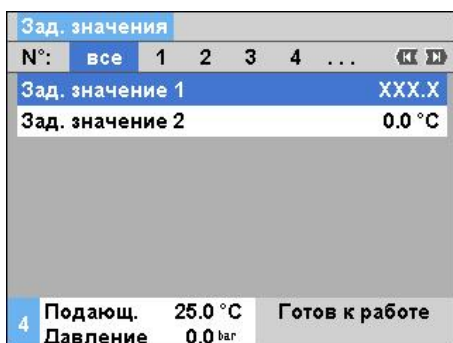 Зад. значения
N°: все 1 2 3 4 ...
Зад. значение 1 XXX.X
Зад. значение 2 0.0 °C
4 Подающ. 25.0 °C Готов к работе
Давление 0.0 bar